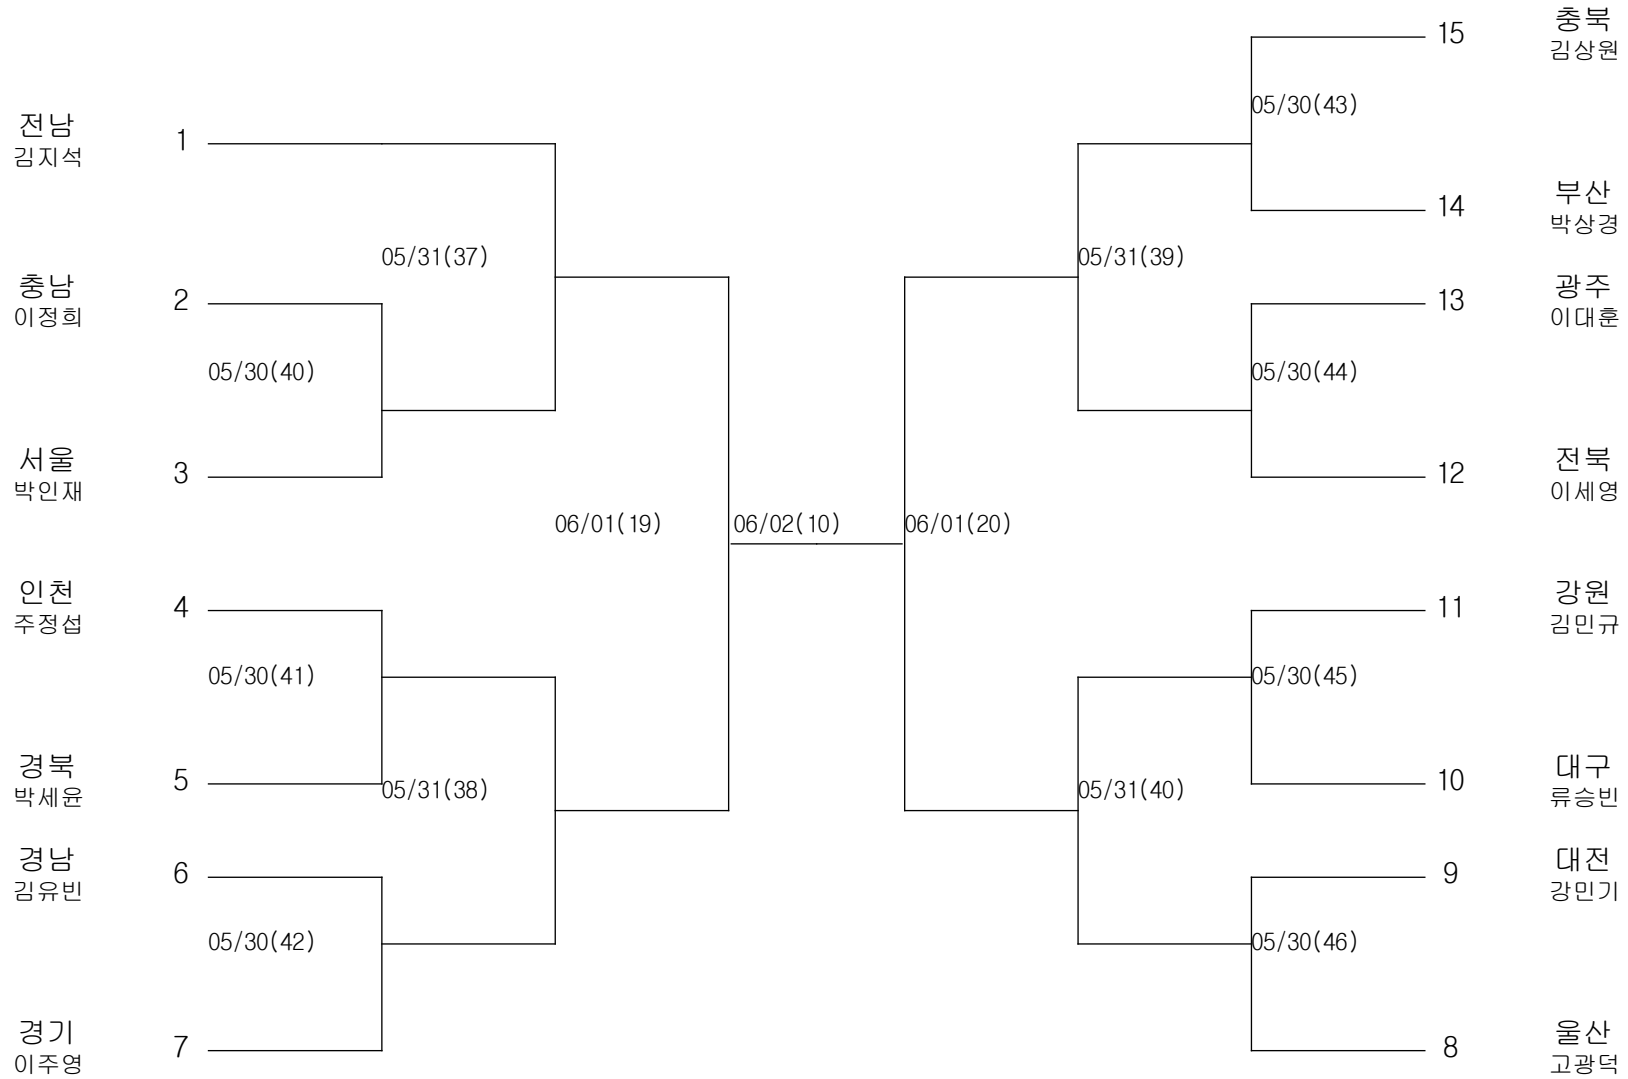 충북
15
김상원
05/30(43)
전남
1
김지석
부산
14
박상경
05/31(37)
05/31(39)
충남
2
이정희
13
광주
이대훈
05/30(40)
05/30(44)
서울
3
박인재
12
전북
이세영
06/01(19)
06/02(10)
06/01(20)
인천
4
주정섭
11
강원
김민규
05/30(41)
05/30(45)
경북
5
박세윤
05/31(38)
05/31(40)
10
대구
류승빈
경남
6
김유빈
9
대전
강민기
05/30(42)
05/30(46)
경기
7
이주영
8
울산
고광덕